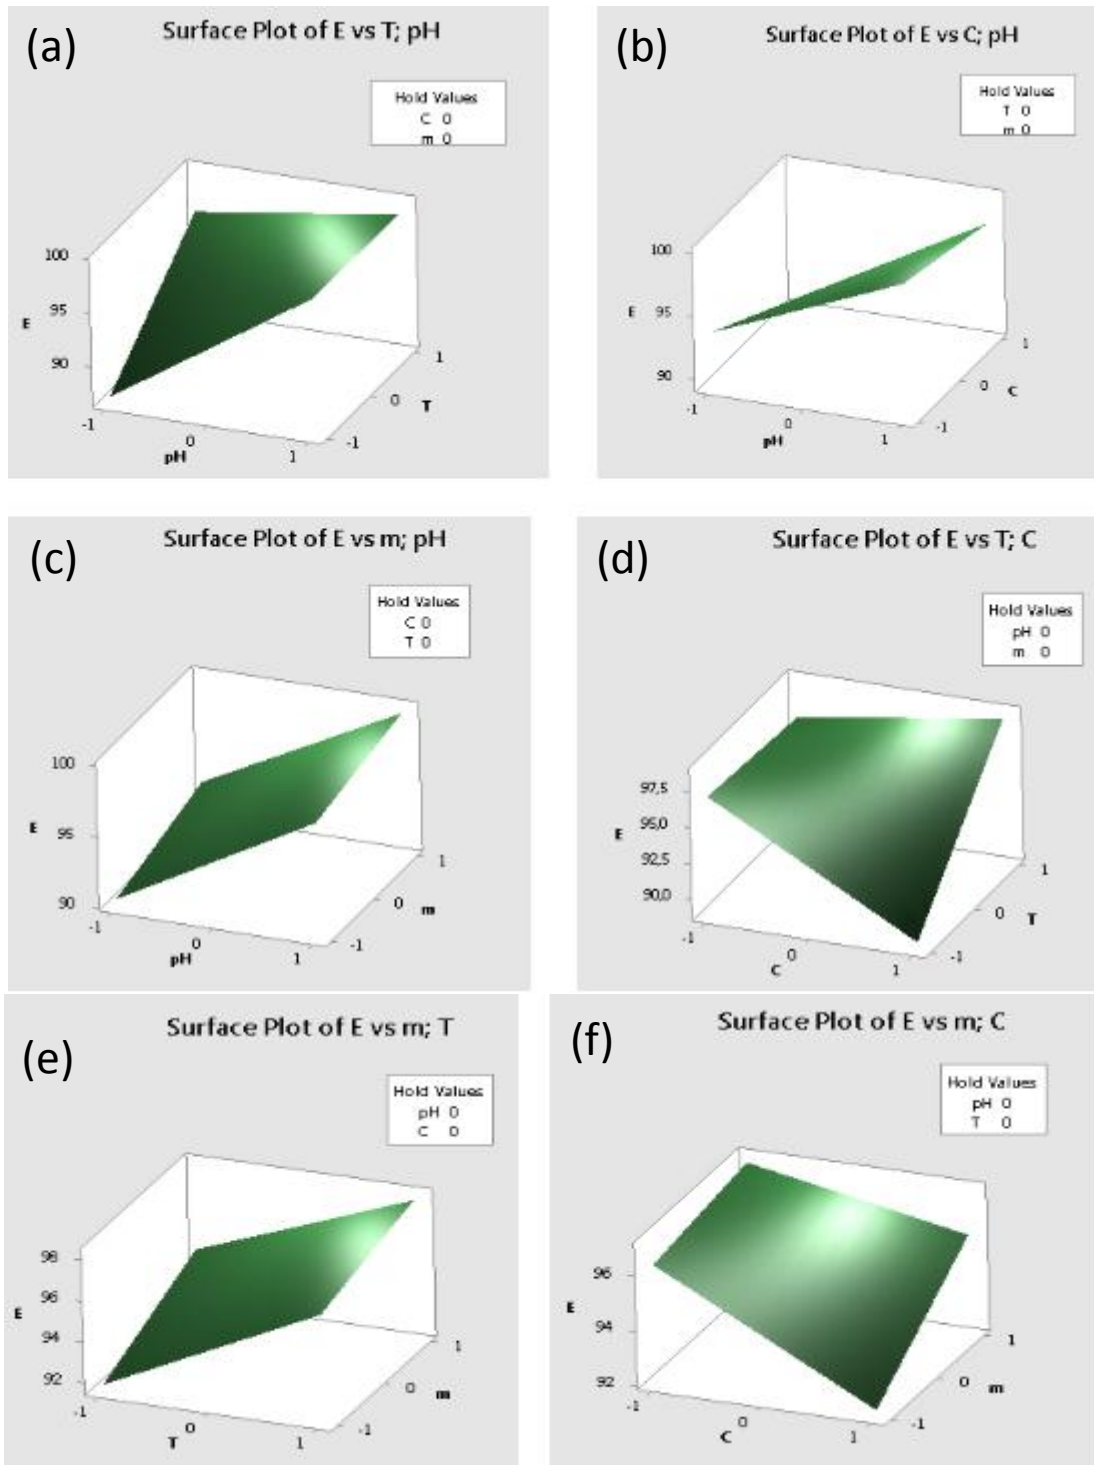 (a)
Surface Plot of E vs T; pH
Hold Values
C 0
m 0
100
95
90
E
-1
0
1
pH
-1
0
1
T
(b)
Surface Plot of E vs C; pH
Hold Values
T 0
m 0
100
95
90
E
-1
0
1
pH
-1
0
1
C
(c)
Surface Plot of E vs m; pH
Hold Values
C 0
T 0
100
95
90
E
-1
0
1
pH
-1
0
1
m
(d)
Surface Plot of E vs T; C
Hold Values
pH 0
m 0
97,5
95,0
92,5
90,0
E
-1
0
1
C
-1
0
1
T
(e)
Surface Plot of E vs m; T
Hold Values
pH 0
C 0
98
96
94
92
E
-1
0
1
T
-1
0
1
m
(f)
Surface Plot of E vs m; C
Hold Values
pH 0
T 0
96
94
92
E
-1
0
1
C
-1
0
1
m